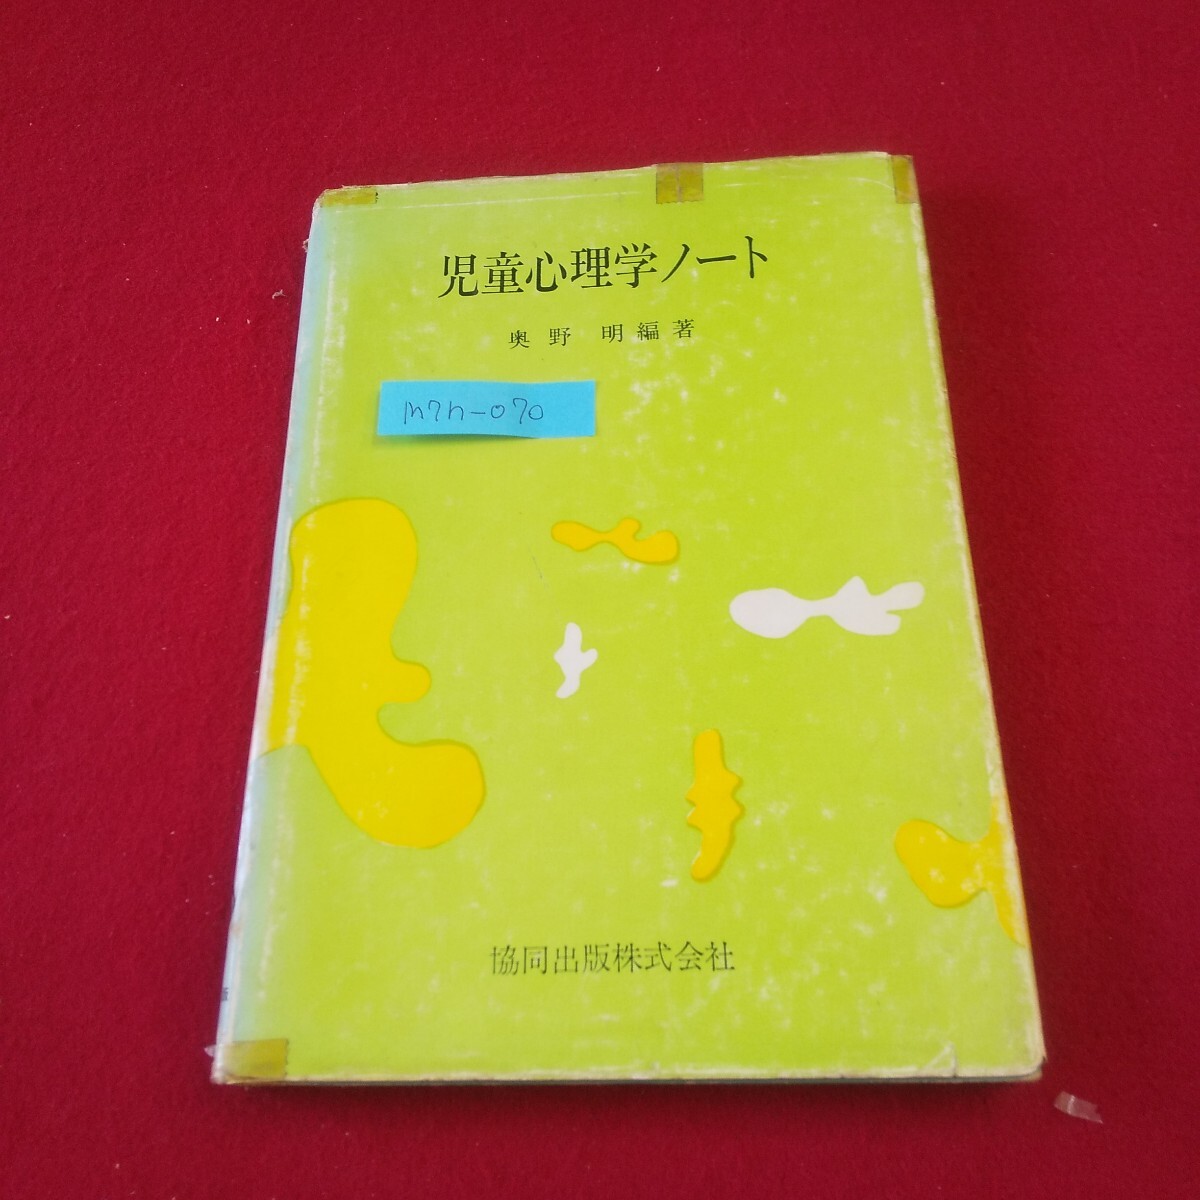 児童心理学ノート
奥野 明編著
m7n-070
協同出版株式会社